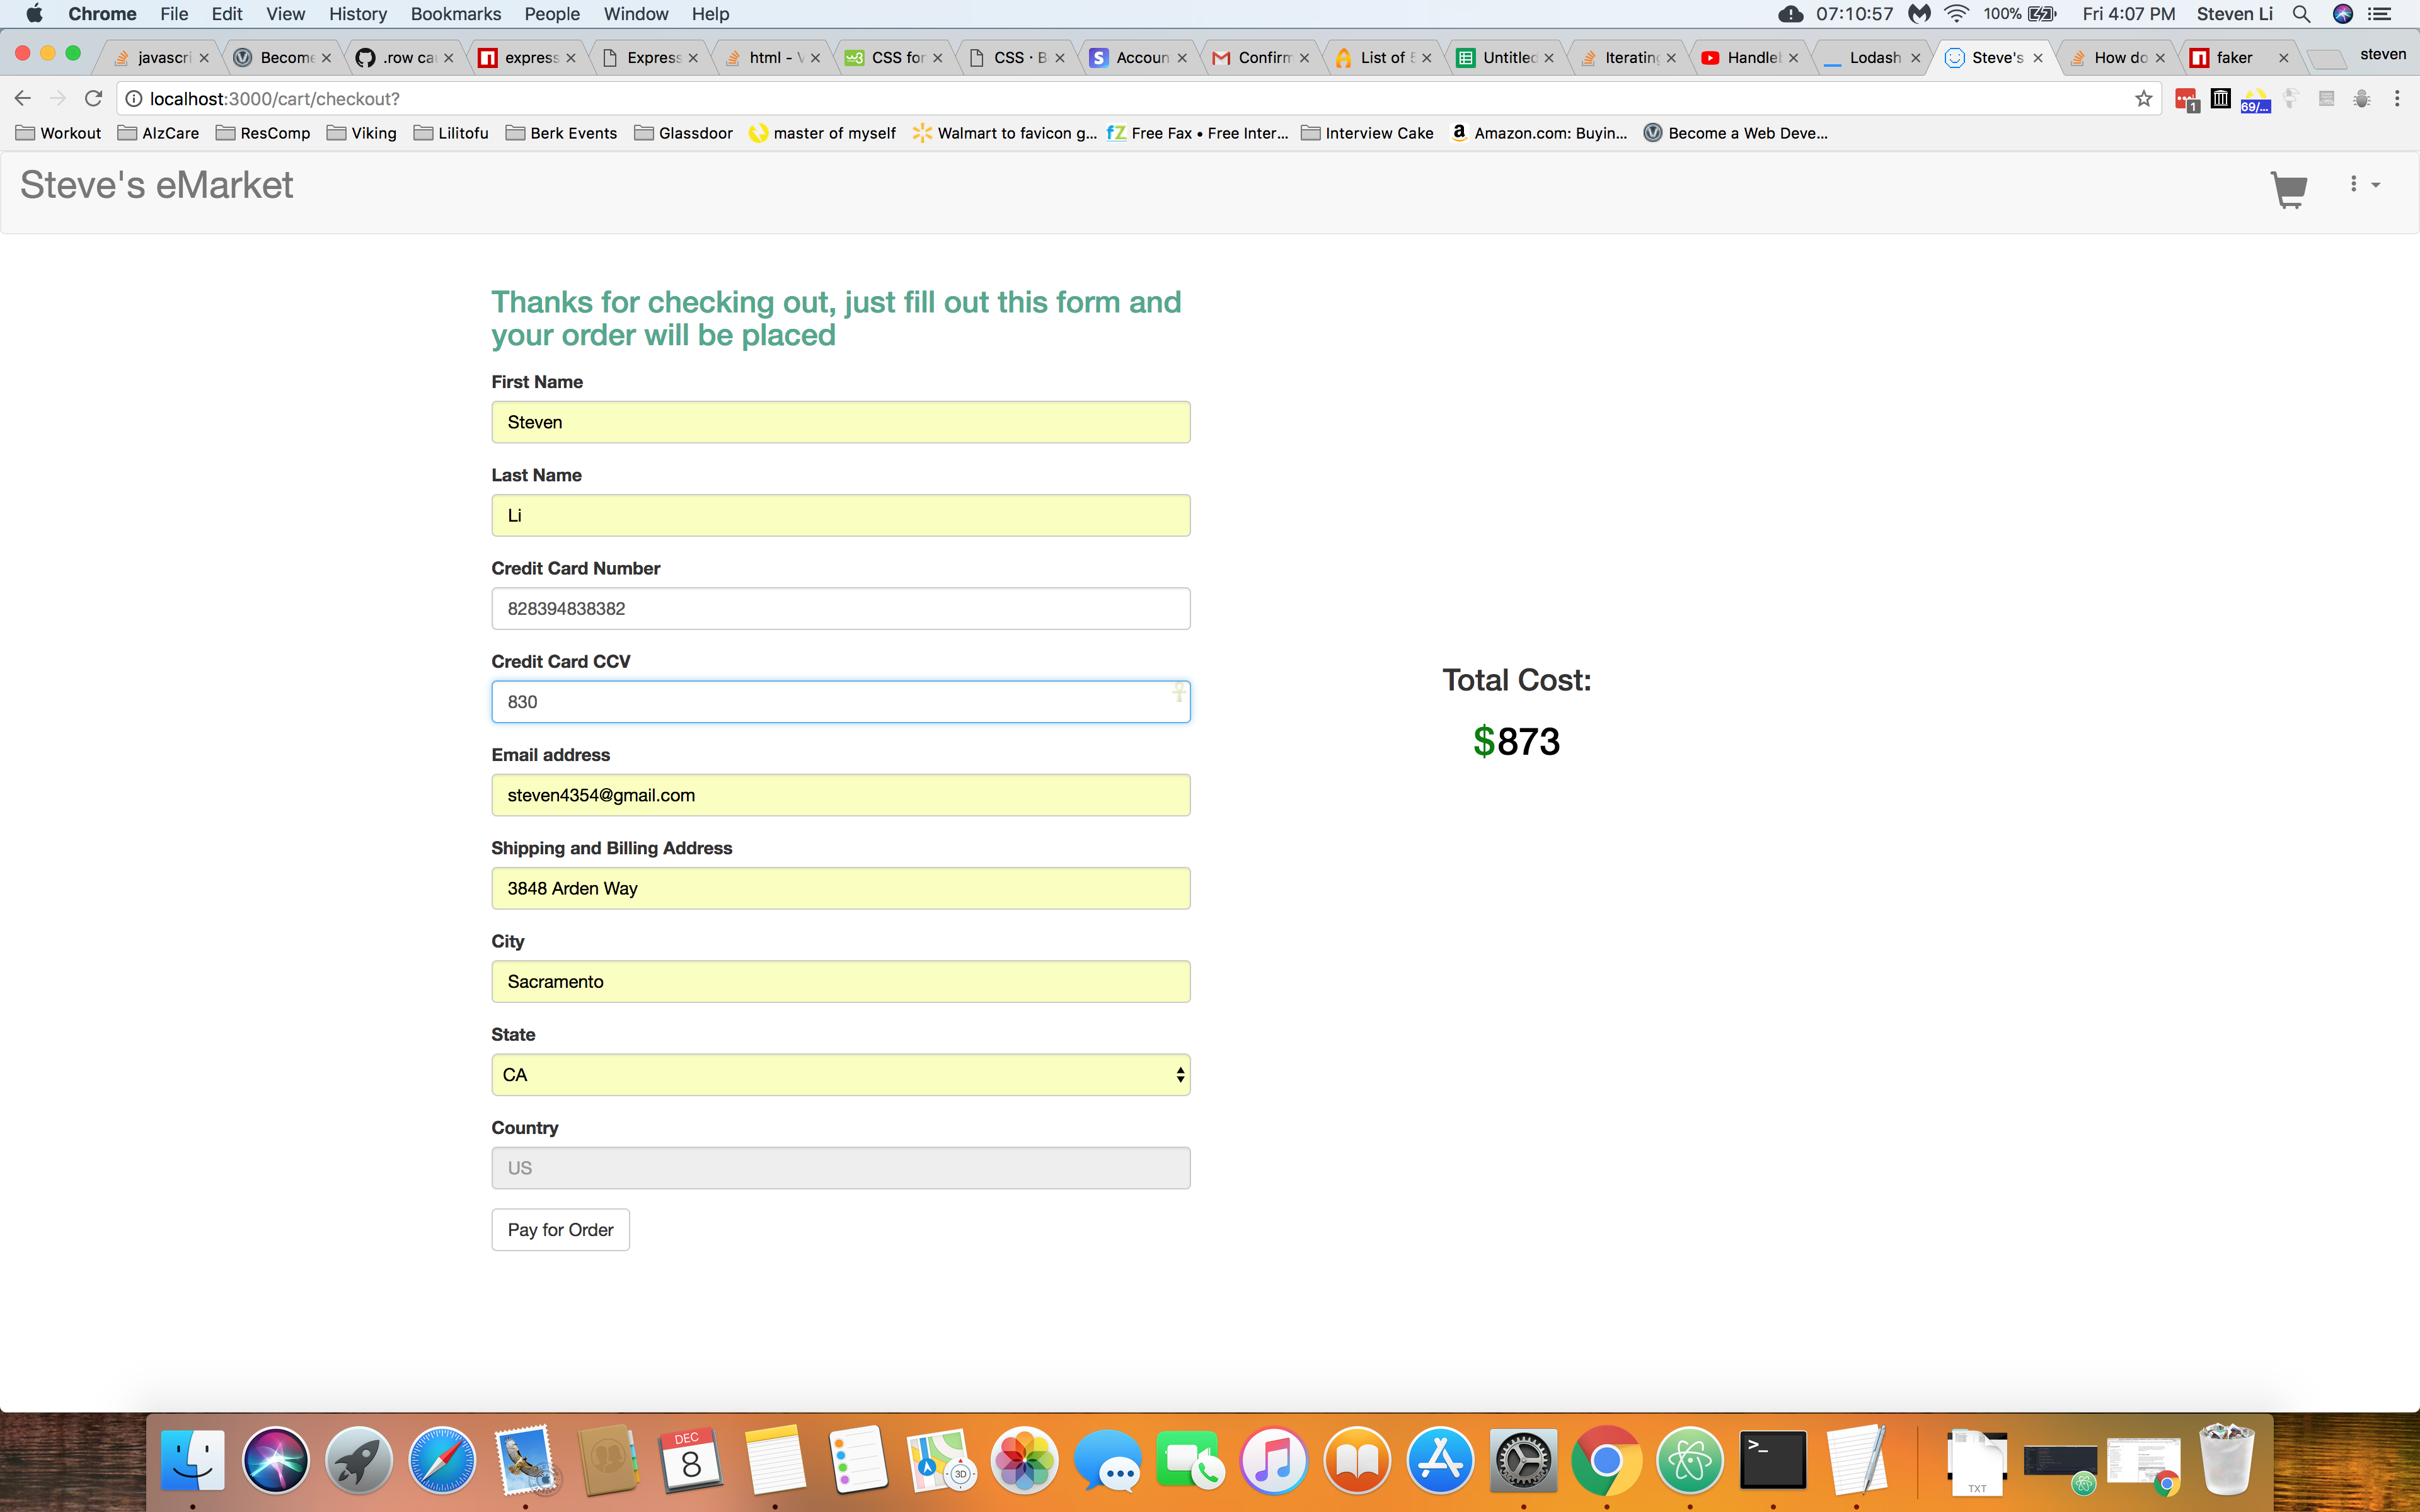 Chrome File Edit View History Bookmarks People Window Help 07:10:57 100% Fri 4:07 PM Steven Li
javascri Become .row ca express Express html - V CSS for CSS · B S Accoun Confirm List of 5 Untitled Iterating Handleb Lodash Steve's How do faker steven
localhost:3000/cart/checkout? 1 69/...
Workout AlzCare ResComp Viking Lilitofu Berk Events Glassdoor master of myself Walmart to favicon g... fZ Free Fax • Free Inter... Interview Cake a Amazon.com: Buyin... Become a Web Deve...
Steve's eMarket
Thanks for checking out, just fill out this form and
your order will be placed
First Name
Steven
Last Name
Li
Credit Card Number
828394838382
Credit Card CCV
830
Total Cost:
$873
Email address
steven4354@gmail.com
Shipping and Billing Address
3848 Arden Way
City
Sacramento
State
CA
Country
US
Pay for Order
DEC
8
3D
>_
TXT